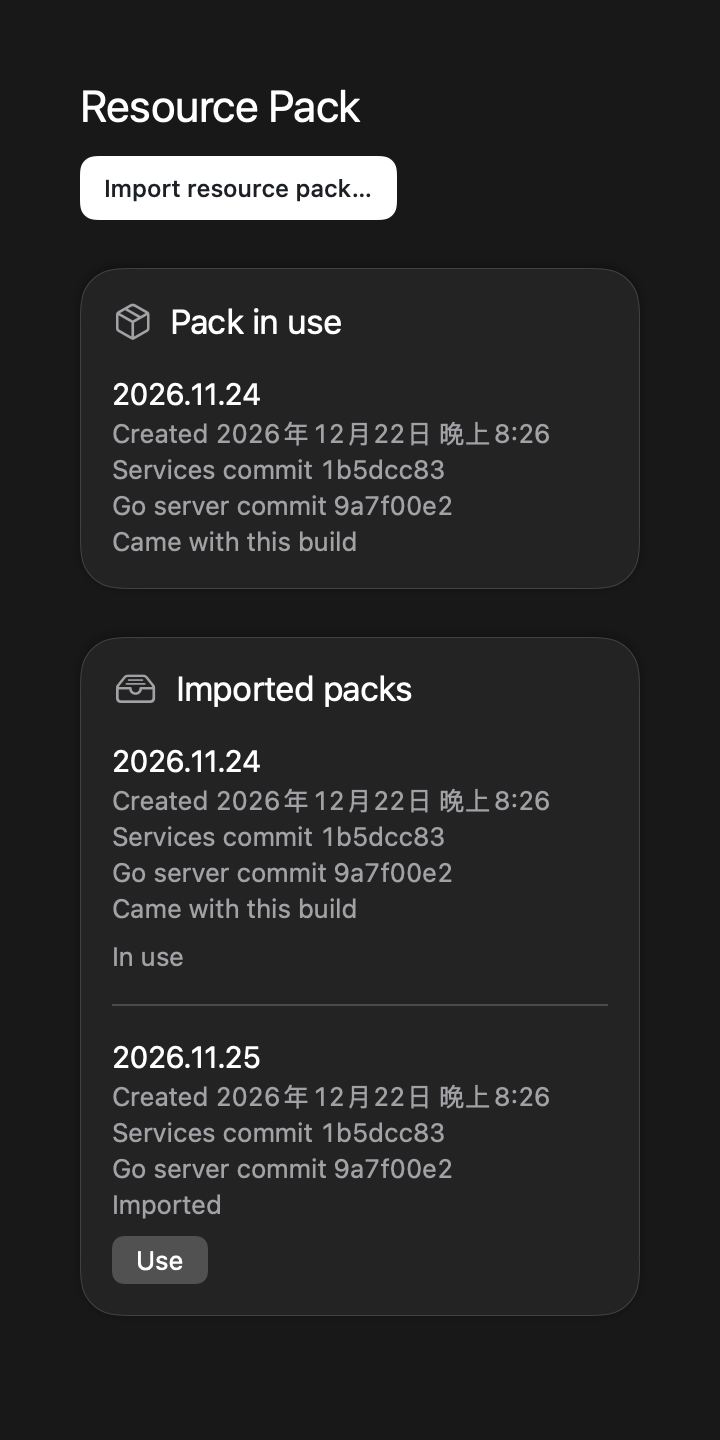 Resource Pack
Import resource pack...
Pack in use
2026.11.24
Created 2026年12月22日 晚上8:26
Services commit 1b5dcc83
Go server commit 9a7f00e2
Came with this build
Imported packs
2026.11.24
Created 2026年12月22日 晚上8:26
Services commit 1b5dcc83
Go server commit 9a7f00e2
Came with this build
In use
2026.11.25
Created 2026年12月22日 晚上8:26
Services commit 1b5dcc83
Go server commit 9a7f00e2
Imported
Use